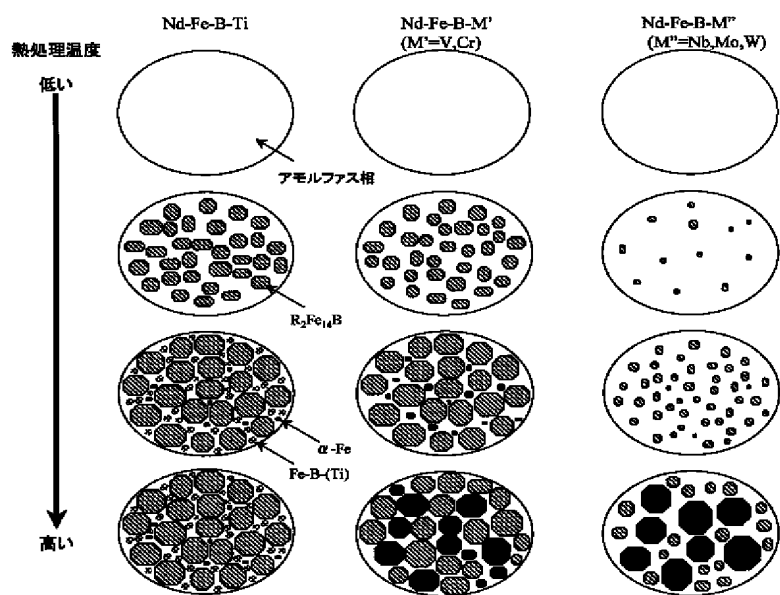 Nd-Fe-B-Ti
Nd-Fe-B-M'
(M'=V,Cr)
Nd-Fe-B-M"
(M"=Nb,Mo,W)
熱処理温度
低い
アモルファス相
R₂Fe₁₄B
α-Fe
Fe-B-(Ti)
高い